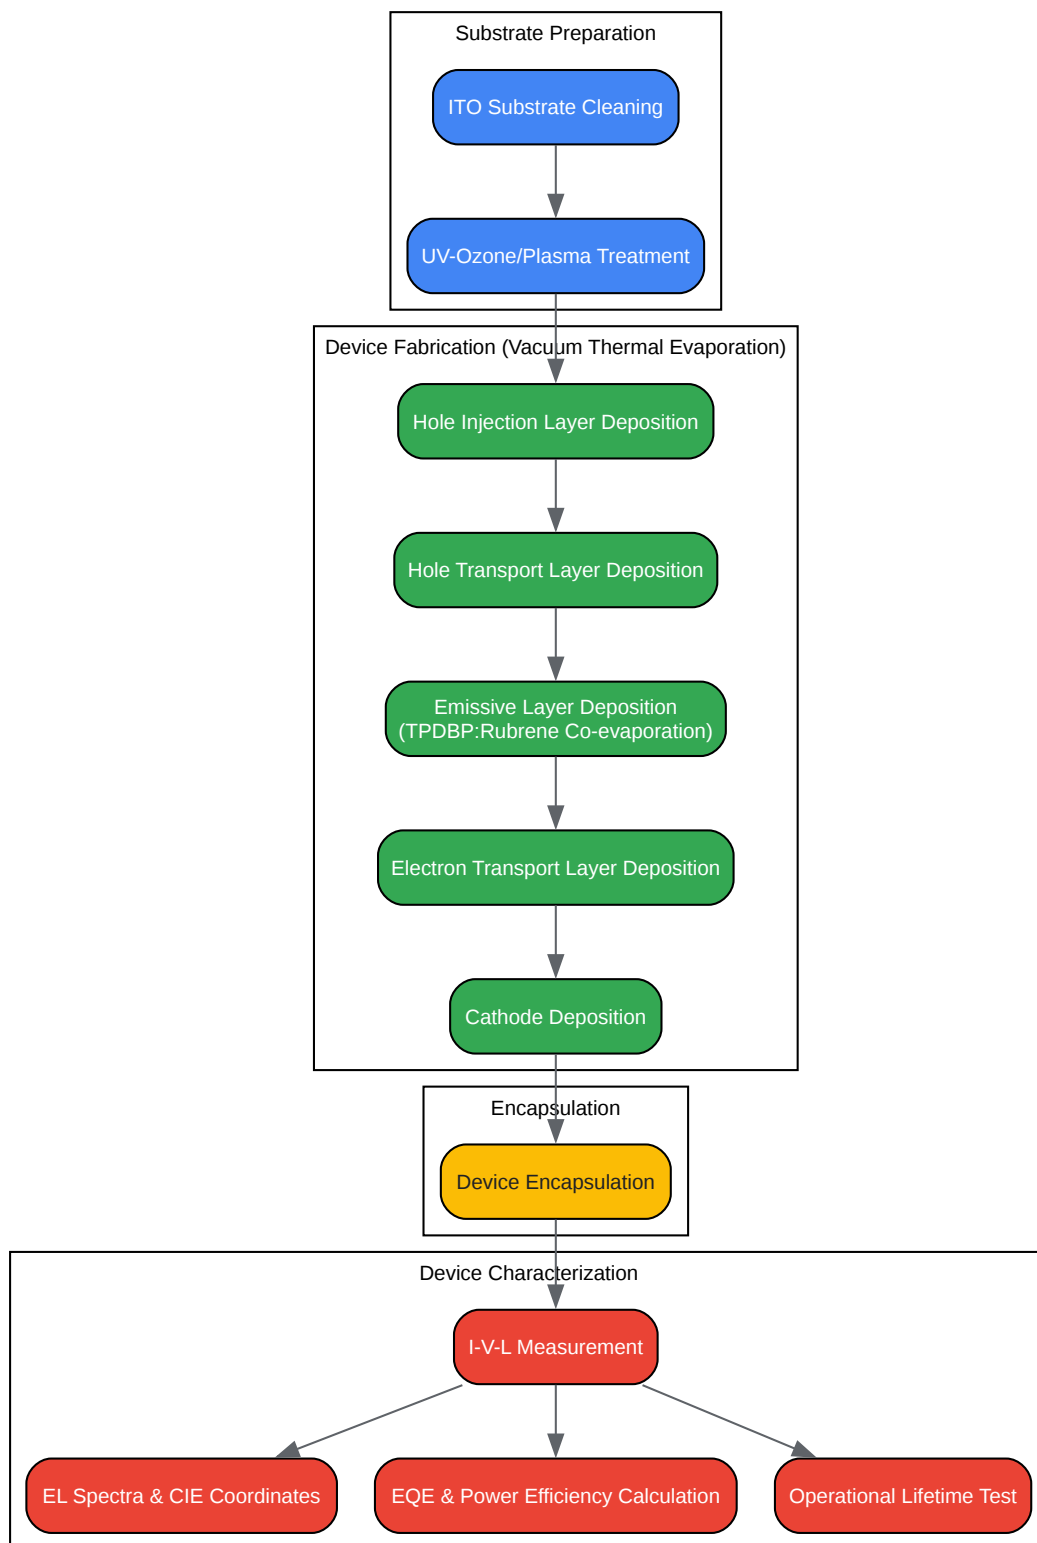 Substrate Preparation
ITO Substrate Cleaning
UV-Ozone/Plasma Treatment
Device Fabrication (Vacuum Thermal Evaporation)
Hole Injection Layer Deposition
Hole Transport Layer Deposition
Emissive Layer Deposition
(TPDBP:Rubrene Co-evaporation)
Electron Transport Layer Deposition
Cathode Deposition
Encapsulation
Device Encapsulation
Device Characterization
I-V-L Measurement
EL Spectra & CIE Coordinates
EQE & Power Efficiency Calculation
Operational Lifetime Test